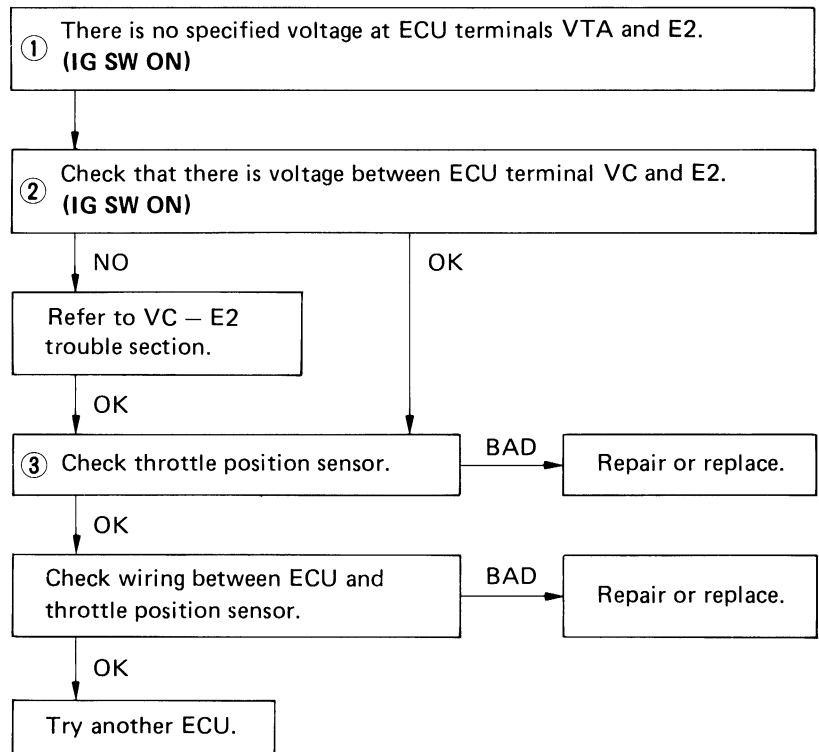 ① There is no specified voltage at ECU terminals VTA and E2.
(IG SW ON)
② Check that there is voltage between ECU terminal VC and E2.
(IG SW ON)
NO
OK
Refer to VC — E2
trouble section.
OK
③ Check throttle position sensor.
BAD
Repair or replace.
OK
Check wiring between ECU and
throttle position sensor.
BAD
Repair or replace.
OK
Try another ECU.